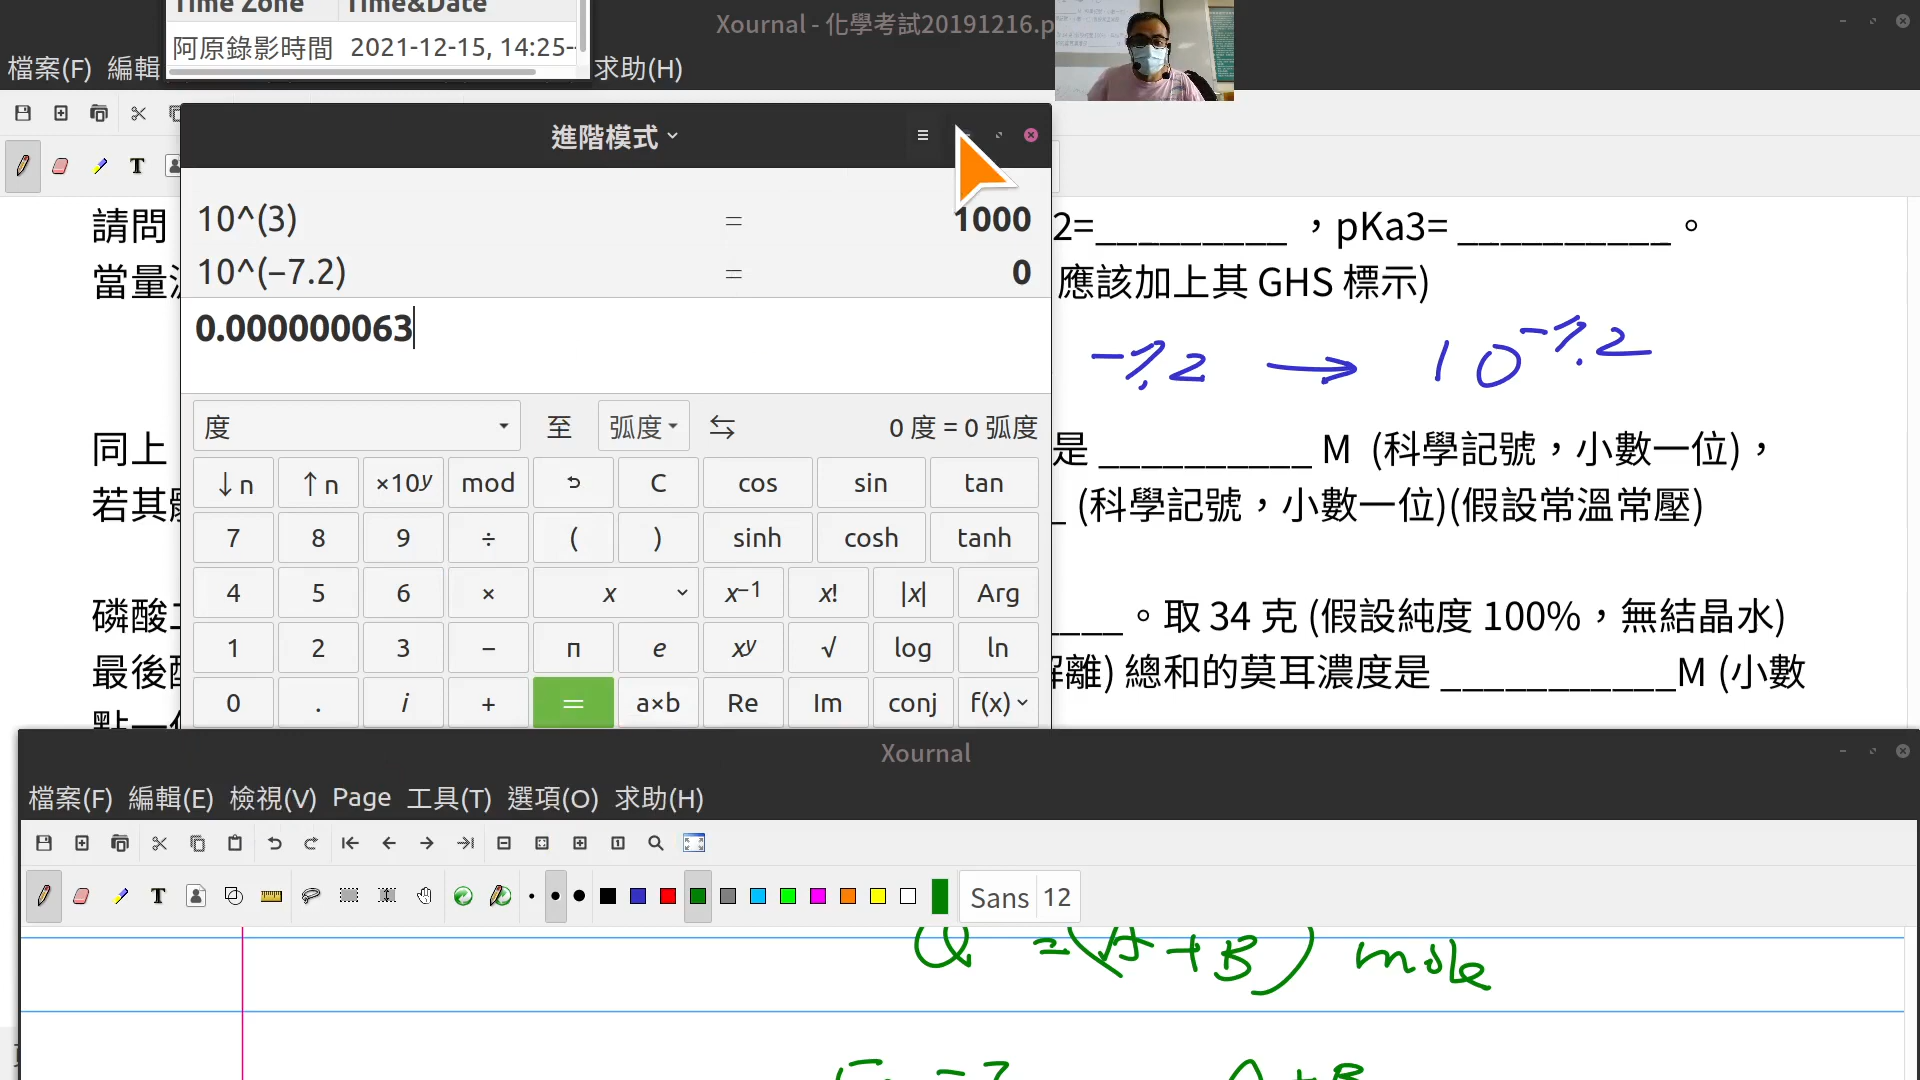 Time Zone Time&Date
阿原錄影時間 2021-12-15, 14:25-
Xournal - 化學考試20191216.p
檔案(F) 編輯 求助(H)
進階模式
T
10^(3) = 1000
10^(−7.2) = 0
0.000000063
度 至 弧度 0 度 = 0 弧度
↓n ↑n ×10y mod C cos sin tan
7 8 9 ÷ ( ) sinh cosh tanh
4 5 6 × x x−1 x! |x| Arg
1 2 3 − π e xy √ log ln
0 . i + = a×b Re Im conj f(x)
請問 2=_________ ，pKa3= __________。
當量 應該加上其 GHS 標示)
-7.2 → 10-7.2
同上 是 __________ M (科學記號，小數一位)，
若其 _ (科學記號，小數一位)(假設常溫常壓)
磷酸 ____。取 34 克 (假設純度 100%，無結晶水)
最後 解離) 總和的莫耳濃度是 ___________M (小數
點一
Xournal
檔案(F) 編輯(E) 檢視(V) Page 工具(T) 選項(O) 求助(H)
T Sans 12
Q =(A+B) mole
A+B